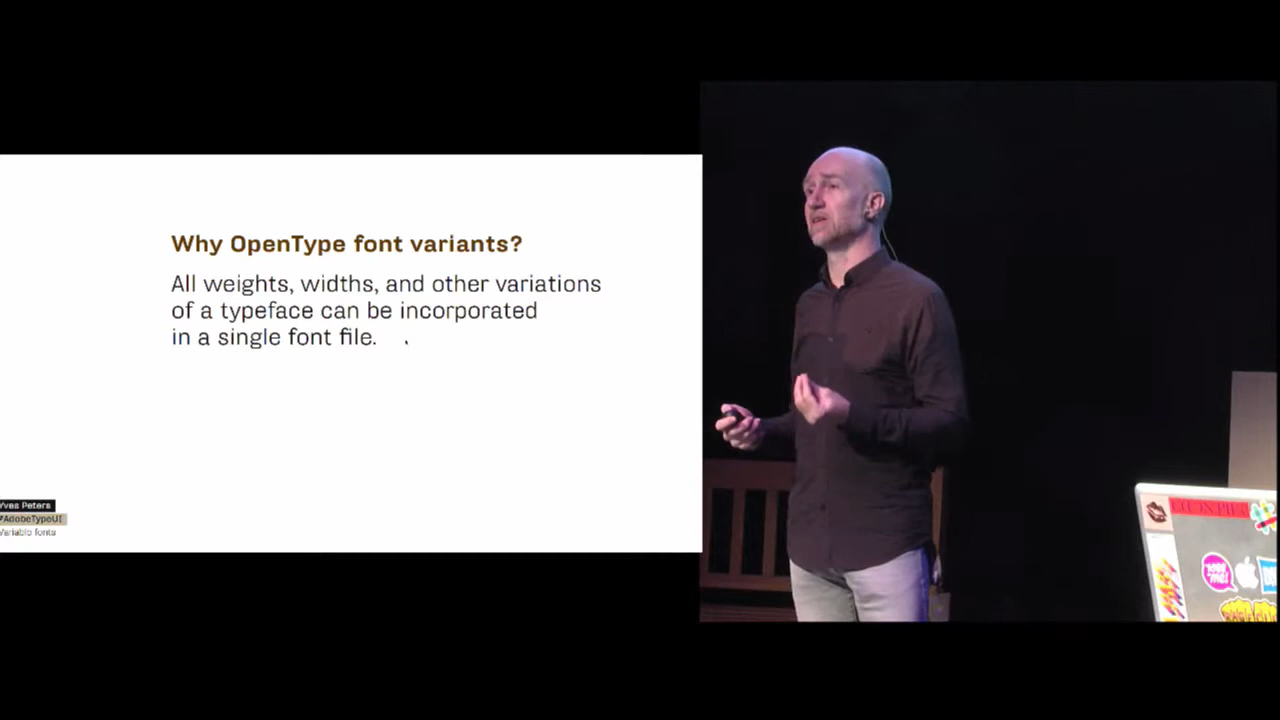 Why OpenType font variants?
All weights, widths, and other variations
of a typeface can be incorporated
in a single font file.
Yves Peters
#AdobeTypoUI
Variable fonts